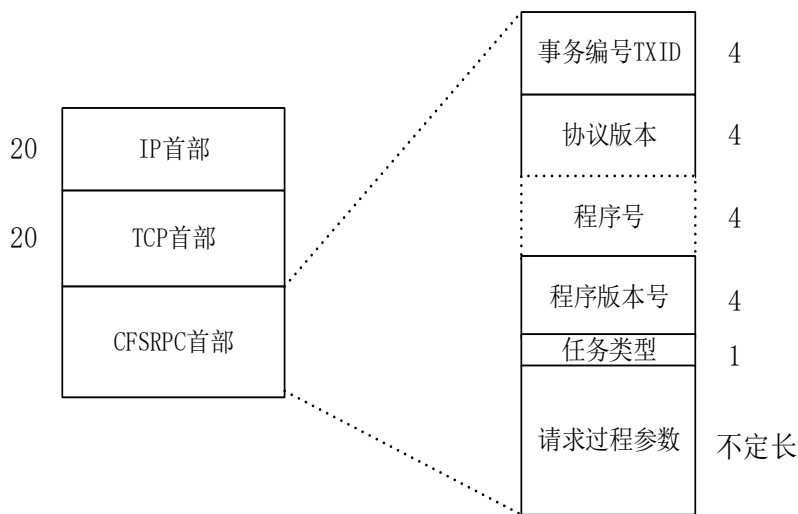 20 IP首部
20 TCP首部
CFSRPC首部
事务编号TXID 4
协议版本 4
程序号 4
程序版本号 4
任务类型 1
请求过程参数 不定长